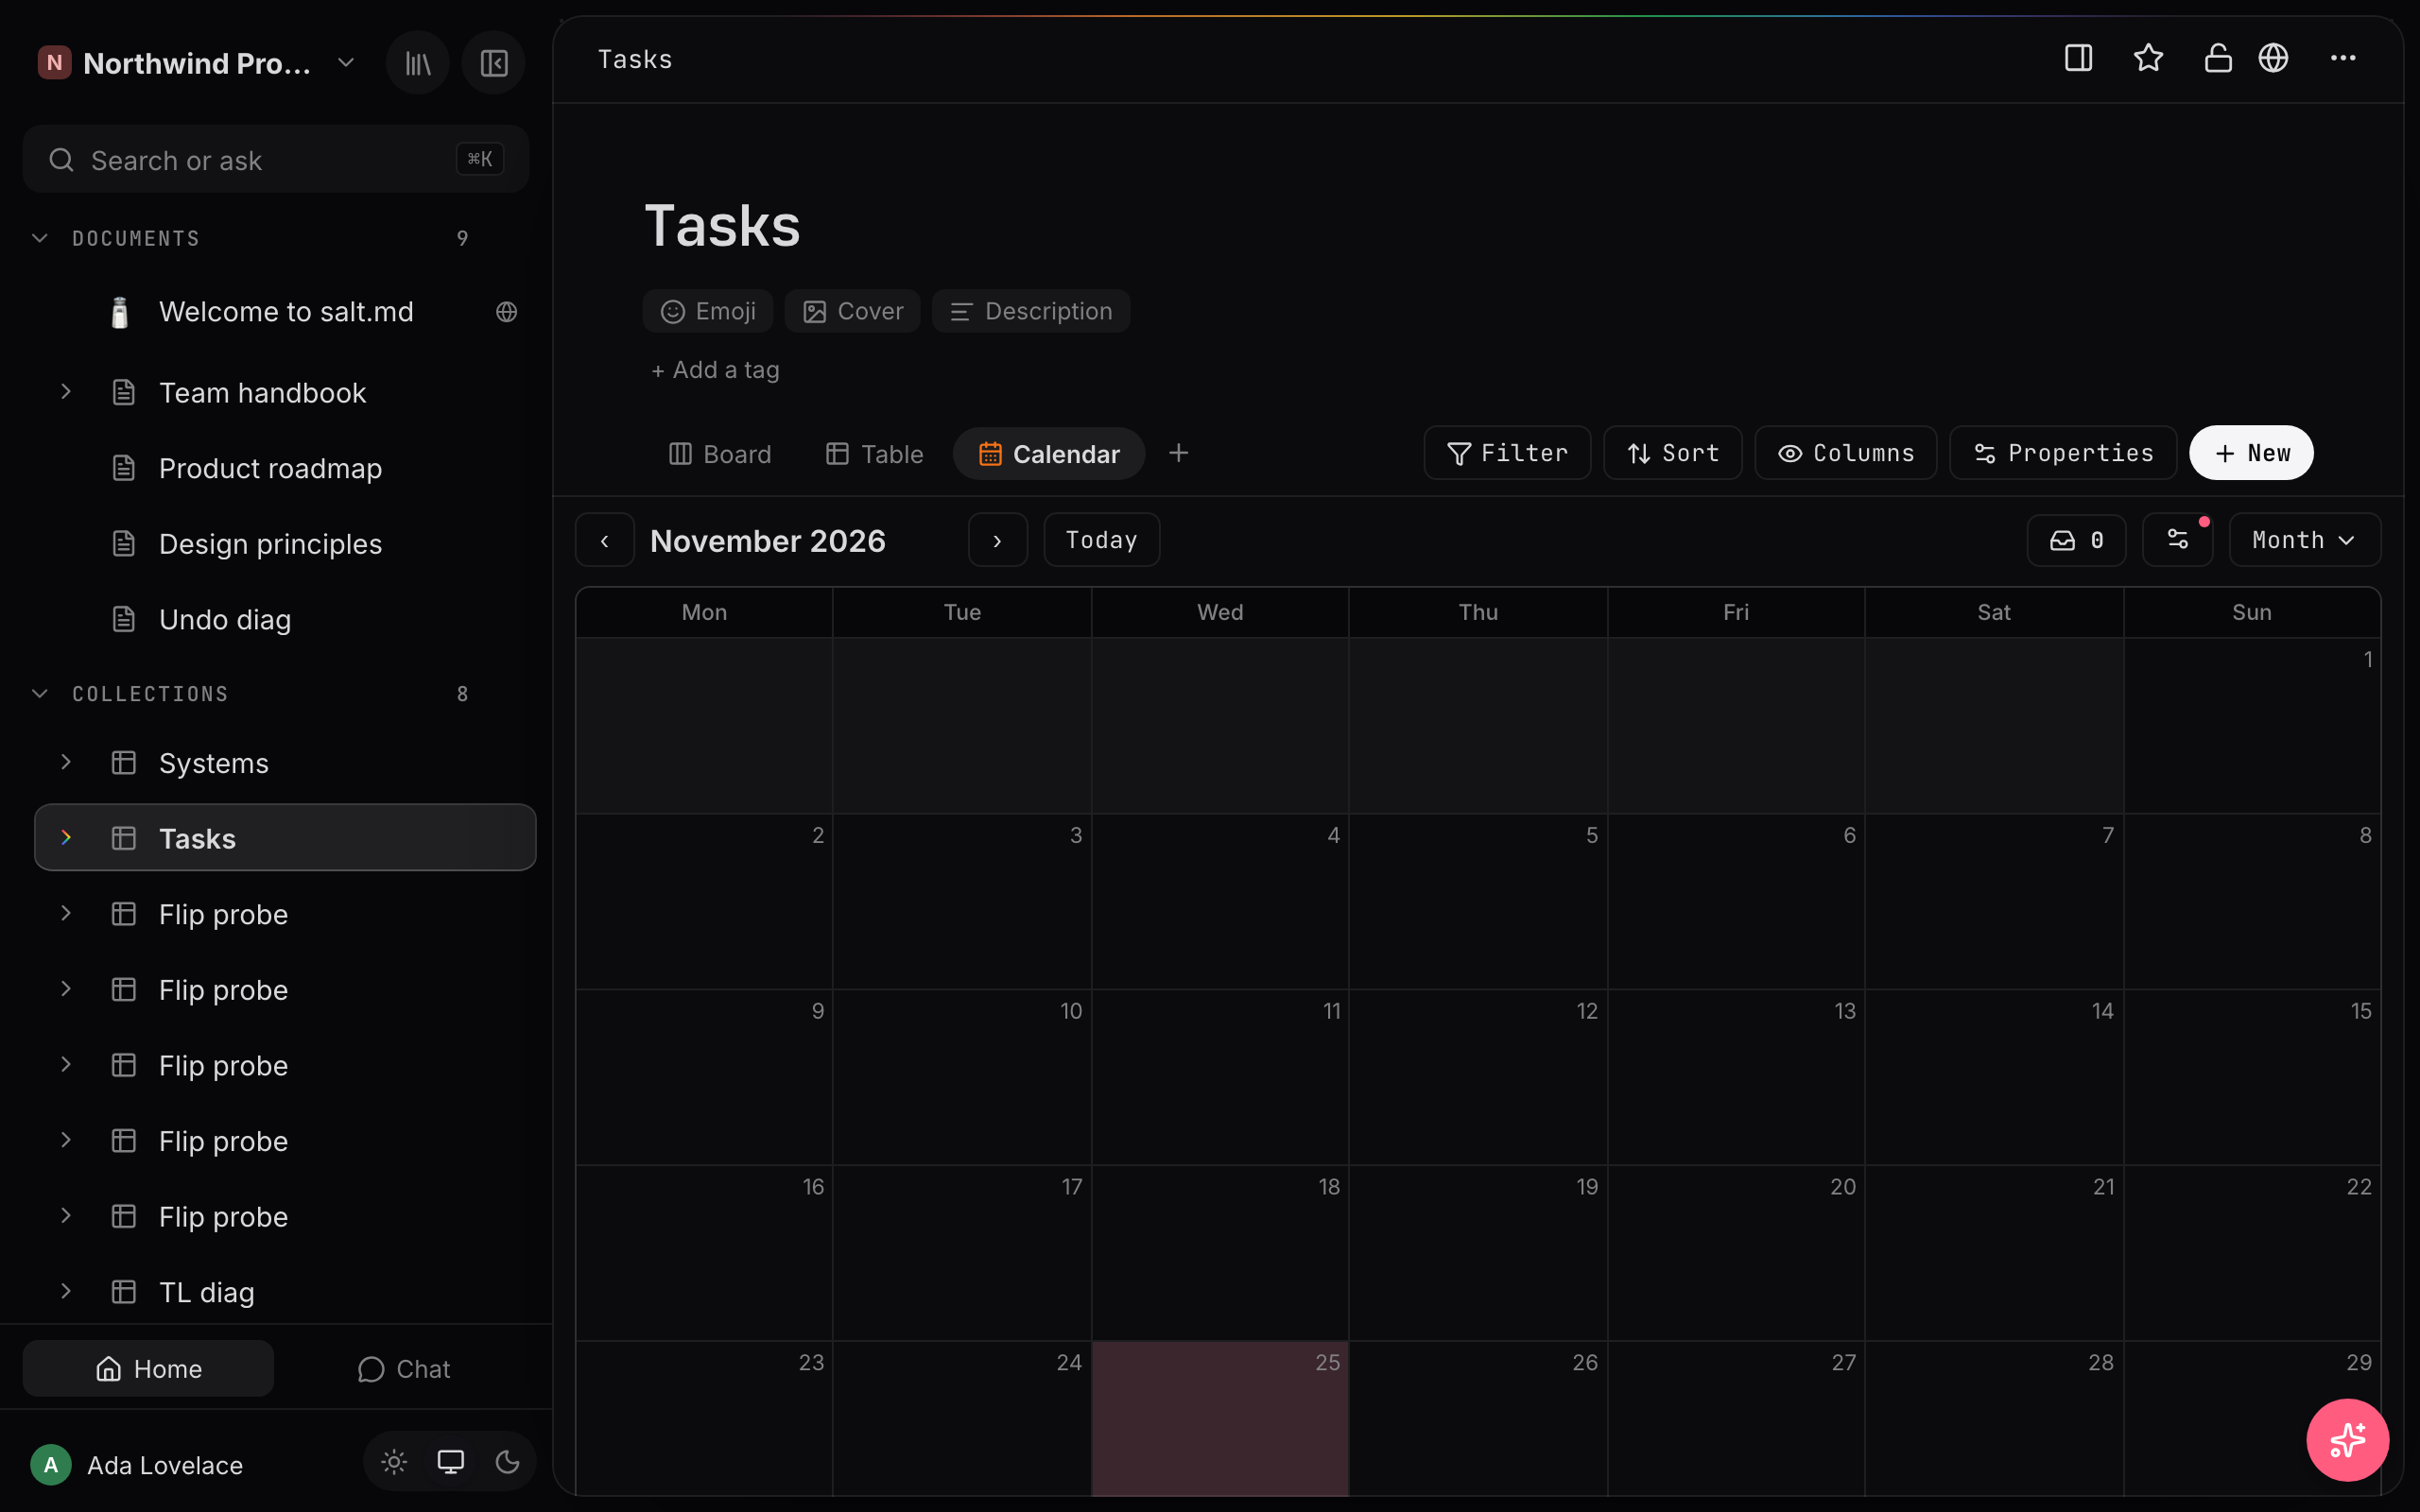 N Northwind Pro...
Search or ask ⌘K
DOCUMENTS 9
Welcome to salt.md
Team handbook
Product roadmap
Design principles
Undo diag
COLLECTIONS 8
Systems
Tasks
Flip probe
Flip probe
Flip probe
Flip probe
Flip probe
TL diag
Home Chat
A Ada Lovelace
Tasks
Tasks
Emoji Cover Description
+ Add a tag
Board Table Calendar + Filter Sort Columns Properties + New
‹ November 2026 › Today 0 Month
Mon Tue Wed Thu Fri Sat Sun
1
2 3 4 5 6 7 8
9 10 11 12 13 14 15
16 17 18 19 20 21 22
23 24 25 26 27 28 29